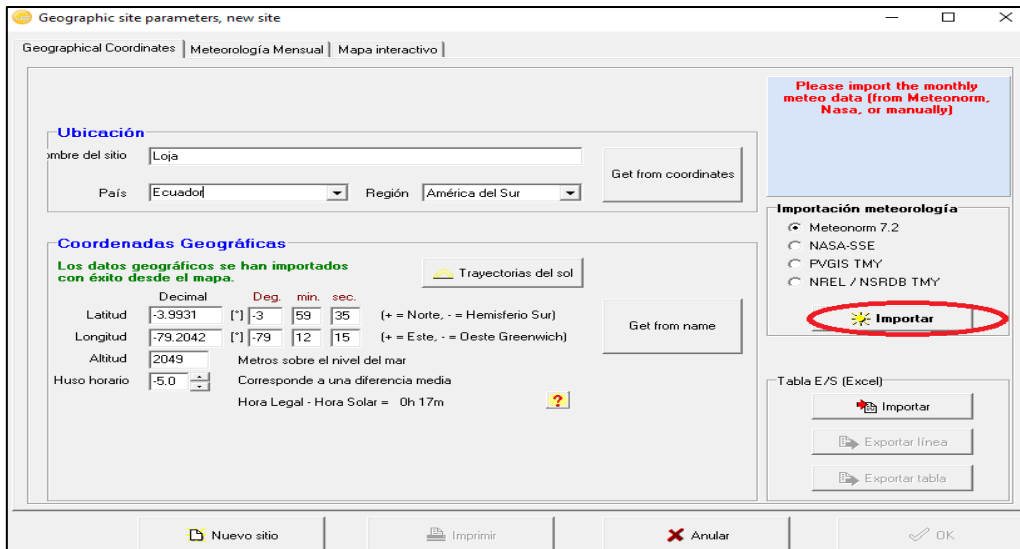 Geographic site parameters, new site
Geographical Coordinates Meteorología Mensual Mapa interactivo
Please import the monthly
meteo data (from Meteonorm,
Nasa, or manually)
Ubicación
ombre del sitio Loja
País Ecuador Región América del Sur
Get from coordinates
Coordenadas Geográficas
Los datos geográficos se han importados
con éxito desde el mapa.
Trayectorias del sol
Decimal Deg. min. sec.
Latitud -3.9931 [°] -3 59 35 (+ = Norte, - = Hemisferio Sur)
Longitud -79.2042 [°] -79 12 15 (+ = Este, - = Oeste Greenwich)
Altitud 2049 Metros sobre el nivel del mar
Huso horario -5.0 Corresponde a una diferencia media
Hora Legal - Hora Solar = 0h 17m ?
Get from name
Importación meteorología
Meteonorm 7.2
NASA-SSE
PVGIS TMY
NREL / NSRDB TMY
Importar
Tabla E/S (Excel)
Importar
Exportar línea
Exportar tabla
Nuevo sitio Imprimir Anular OK